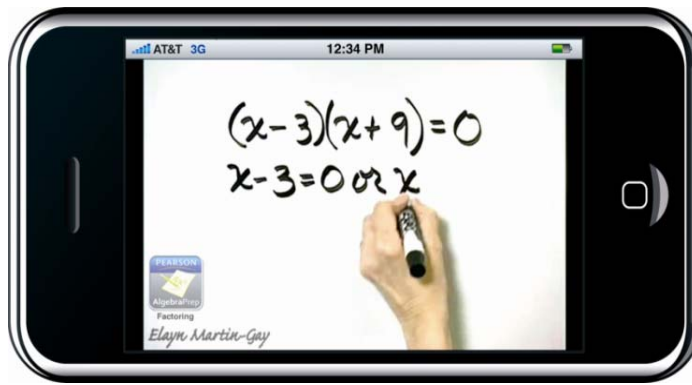 AT&T 3G 12:34 PM
(x-3)(x+9)=0
x-3=0 or x
PEARSON
AlgebraPrep
Factoring
Elayn Martin-Gay